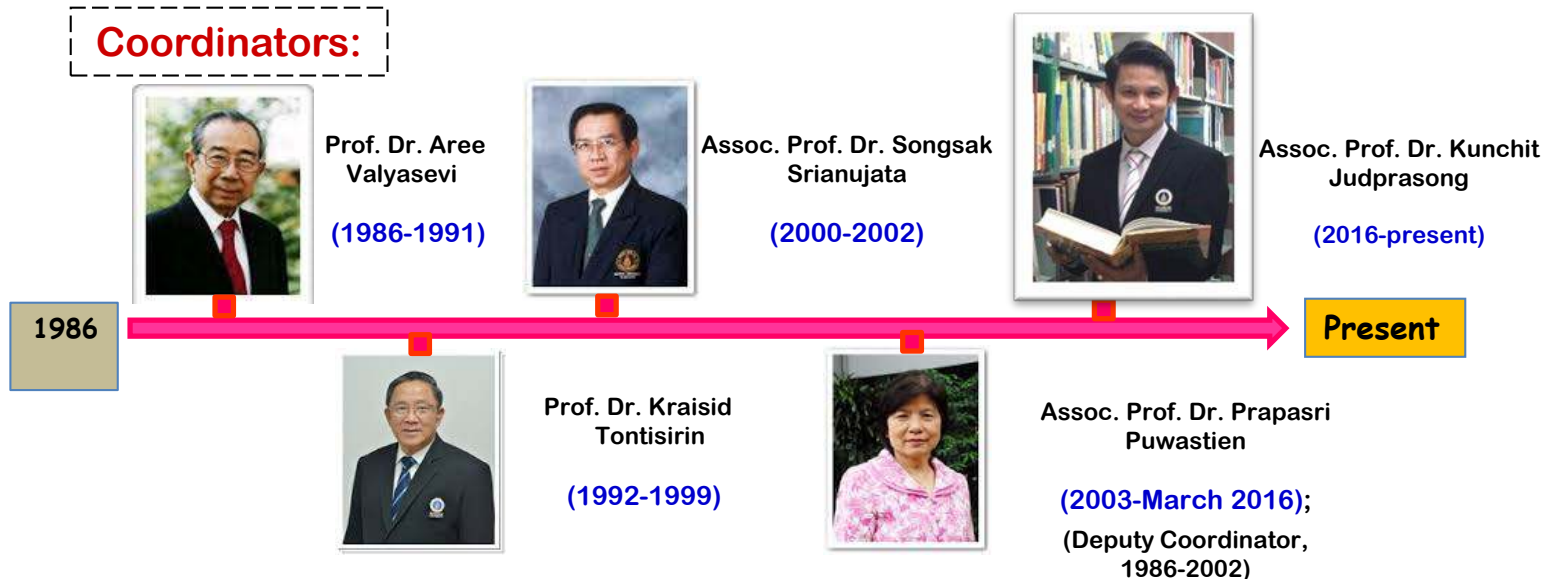 Coordinators:
Prof. Dr. Aree
Valyasevi
(1986-1991)
Assoc. Prof. Dr. Songsak
Srianujata
(2000-2002)
Assoc. Prof. Dr. Kunchit
Judprasong
(2016-present)
1986
Present
Prof. Dr. Kraisid
Tontisirin
(1992-1999)
Assoc. Prof. Dr. Prapasri
Puwastien
(2003-March 2016);
(Deputy Coordinator,
1986-2002)